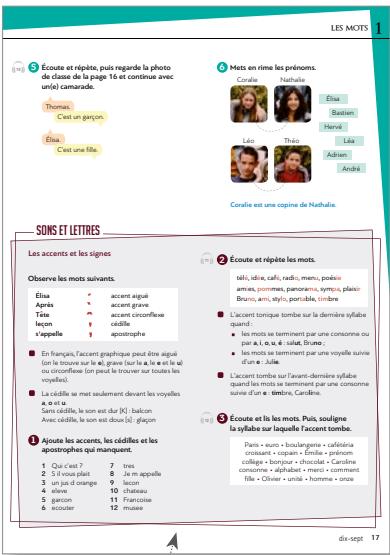 LES MOTS 1
5 Écoute et répète, puis regarde la photo
de classe de la page 16 et continue avec
un(e) camarade.
Thomas.
C'est un garçon.
Élisa.
C'est une fille.
6 Mets en rime les prénoms.
Coralie Nathalie
Léo Théo
Élisa
Bastien
Hervé
Léa
Adrien
André
Coralie est une copine de Nathalie.
SONS ET LETTRES
Les accents et les signes
Observe les mots suivants.
Élisa ´ accent aigu
Après ` accent grave
Tête ^ accent circonflexe
leçon ¸ cédille
s'appelle ' apostrophe
En français, l'accent graphique peut être aigu
(on le trouve sur le e), grave (sur le a, le e et le u)
ou circonflexe (on peut le trouver sur toutes les
voyelles).
La cédille se met seulement devant les voyelles
a, o et u.
Sans cédille, le son est dur [K] : balcon
Avec cédille, le son est doux [s] : glaçon
1 Ajoute les accents, les cédilles et les
apostrophes qui manquent.
1 Qui c'est ?
2 S il vous plait
3 un jus d orange
4 eleve
5 garcon
6 ecouter
7 tres
8 Je m appelle
9 lecon
10 chateau
11 Francoise
12 musee
2 Écoute et répète les mots.
télé, idée, café, radio, menu, poésie
amies, pommes, panorama, sympa, plaisir
Bruno, ami, stylo, portable, timbre
L'accent tonique tombe sur la dernière syllabe
quand :
les mots se terminent par une consonne ou
par a, i, o, u, é : salut, Bruno ;
les mots se terminent par une voyelle suivie
d'un e : Julie.
L'accent tombe sur l'avant-dernière syllabe
quand les mots se terminent par une consonne
suivie d'un e : timbre, Caroline.
3 Écoute et lis les mots. Puis, souligne
la syllabe sur laquelle l'accent tombe.
Paris • euro • boulangerie • cafétéria
croissant • copain • Émilie • prénom
collège • bonjour • chocolat • Caroline
consonne • alphabet • merci • comment
fille • Olivier • unité • homme • onze
dix-sept 17